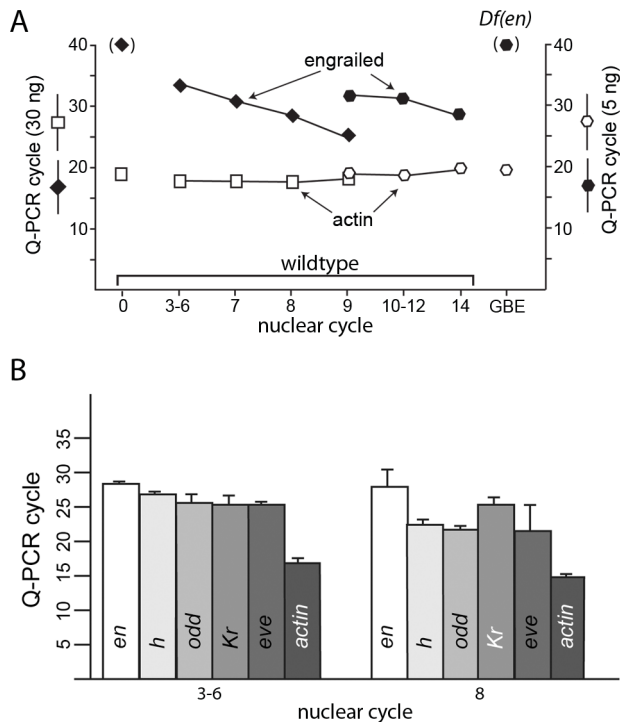 A
Df(en)
40 ( ) ( ) 40
engrailed
30 30
Q-PCR cycle (30 ng)
Q-PCR cycle (5 ng)
20 20
actin
10 10
wildtype
0 3-6 7 8 9 10-12 14 GBE
nuclear cycle
B
35
30
25
20
15
10
5
Q-PCR cycle
en h odd Kr eve actin en h odd Kr eve actin
3-6 8
nuclear cycle